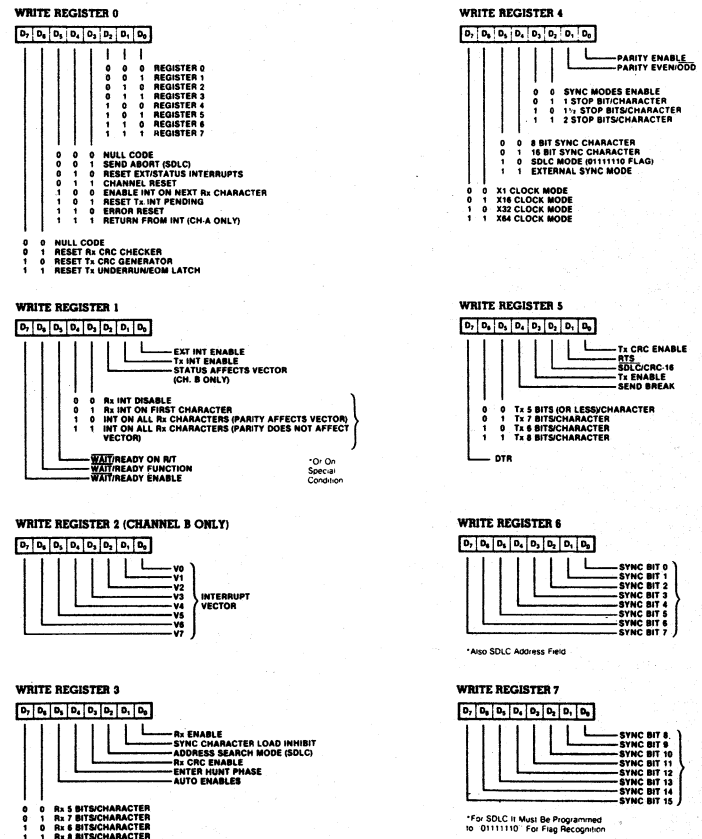 WRITE REGISTER 0
D7 D6 D5 D4 D3 D2 D1 D0
0 0 0 REGISTER 0
0 0 1 REGISTER 1
0 1 0 REGISTER 2
0 1 1 REGISTER 3
1 0 0 REGISTER 4
1 0 1 REGISTER 5
1 1 0 REGISTER 6
1 1 1 REGISTER 7
0 0 0 NULL CODE
0 0 1 SEND ABORT (SDLC)
0 1 0 RESET EXT/STATUS INTERRUPTS
0 1 1 CHANNEL RESET
1 0 0 ENABLE INT ON NEXT Rx CHARACTER
1 0 1 RESET Tx INT PENDING
1 1 0 ERROR RESET
1 1 1 RETURN FROM INT (CH-A ONLY)
0 0 NULL CODE
0 1 RESET Rx CRC CHECKER
1 0 RESET Tx CRC GENERATOR
1 1 RESET Tx UNDERRUN/EOM LATCH
WRITE REGISTER 1
D7 D6 D5 D4 D3 D2 D1 D0
EXT INT ENABLE
Tx INT ENABLE
STATUS AFFECTS VECTOR
(CH. B ONLY)
0 0 Rx INT DISABLE
0 1 Rx INT ON FIRST CHARACTER
1 0 INT ON ALL Rx CHARACTERS (PARITY AFFECTS VECTOR)
1 1 INT ON ALL Rx CHARACTERS (PARITY DOES NOT AFFECT
VECTOR)
WAIT/READY ON R/T
WAIT/READY FUNCTION
WAIT/READY ENABLE
*Or On
Special
Condition
WRITE REGISTER 2 (CHANNEL B ONLY)
D7 D6 D5 D4 D3 D2 D1 D0
V0
V1
V2
V3
V4
V5
V6
V7
INTERRUPT
VECTOR
WRITE REGISTER 3
D7 D6 D5 D4 D3 D2 D1 D0
Rx ENABLE
SYNC CHARACTER LOAD INHIBIT
ADDRESS SEARCH MODE (SDLC)
Rx CRC ENABLE
ENTER HUNT PHASE
AUTO ENABLES
0 0 Rx 5 BITS/CHARACTER
0 1 Rx 7 BITS/CHARACTER
1 0 Rx 6 BITS/CHARACTER
1 1 Rx 8 BITS/CHARACTER
WRITE REGISTER 4
D7 D6 D5 D4 D3 D2 D1 D0
PARITY ENABLE
PARITY EVEN/ODD
0 0 SYNC MODES ENABLE
0 1 1 STOP BIT/CHARACTER
1 0 1½ STOP BITS/CHARACTER
1 1 2 STOP BITS/CHARACTER
0 0 8 BIT SYNC CHARACTER
0 1 16 BIT SYNC CHARACTER
1 0 SDLC MODE (01111110 FLAG)
1 1 EXTERNAL SYNC MODE
0 0 X1 CLOCK MODE
0 1 X16 CLOCK MODE
1 0 X32 CLOCK MODE
1 1 X64 CLOCK MODE
WRITE REGISTER 5
D7 D6 D5 D4 D3 D2 D1 D0
Tx CRC ENABLE
RTS
SDLC/CRC-16
Tx ENABLE
SEND BREAK
0 0 Tx 5 BITS (OR LESS)/CHARACTER
0 1 Tx 7 BITS/CHARACTER
1 0 Tx 6 BITS/CHARACTER
1 1 Tx 8 BITS/CHARACTER
DTR
WRITE REGISTER 6
D7 D6 D5 D4 D3 D2 D1 D0
SYNC BIT 0
SYNC BIT 1
SYNC BIT 2
SYNC BIT 3
SYNC BIT 4
SYNC BIT 5
SYNC BIT 6
SYNC BIT 7
*Also SDLC Address Field
WRITE REGISTER 7
D7 D6 D5 D4 D3 D2 D1 D0
SYNC BIT 8
SYNC BIT 9
SYNC BIT 10
SYNC BIT 11
SYNC BIT 12
SYNC BIT 13
SYNC BIT 14
SYNC BIT 15
*For SDLC It Must Be Programmed
to "01111110" For Flag Recognition